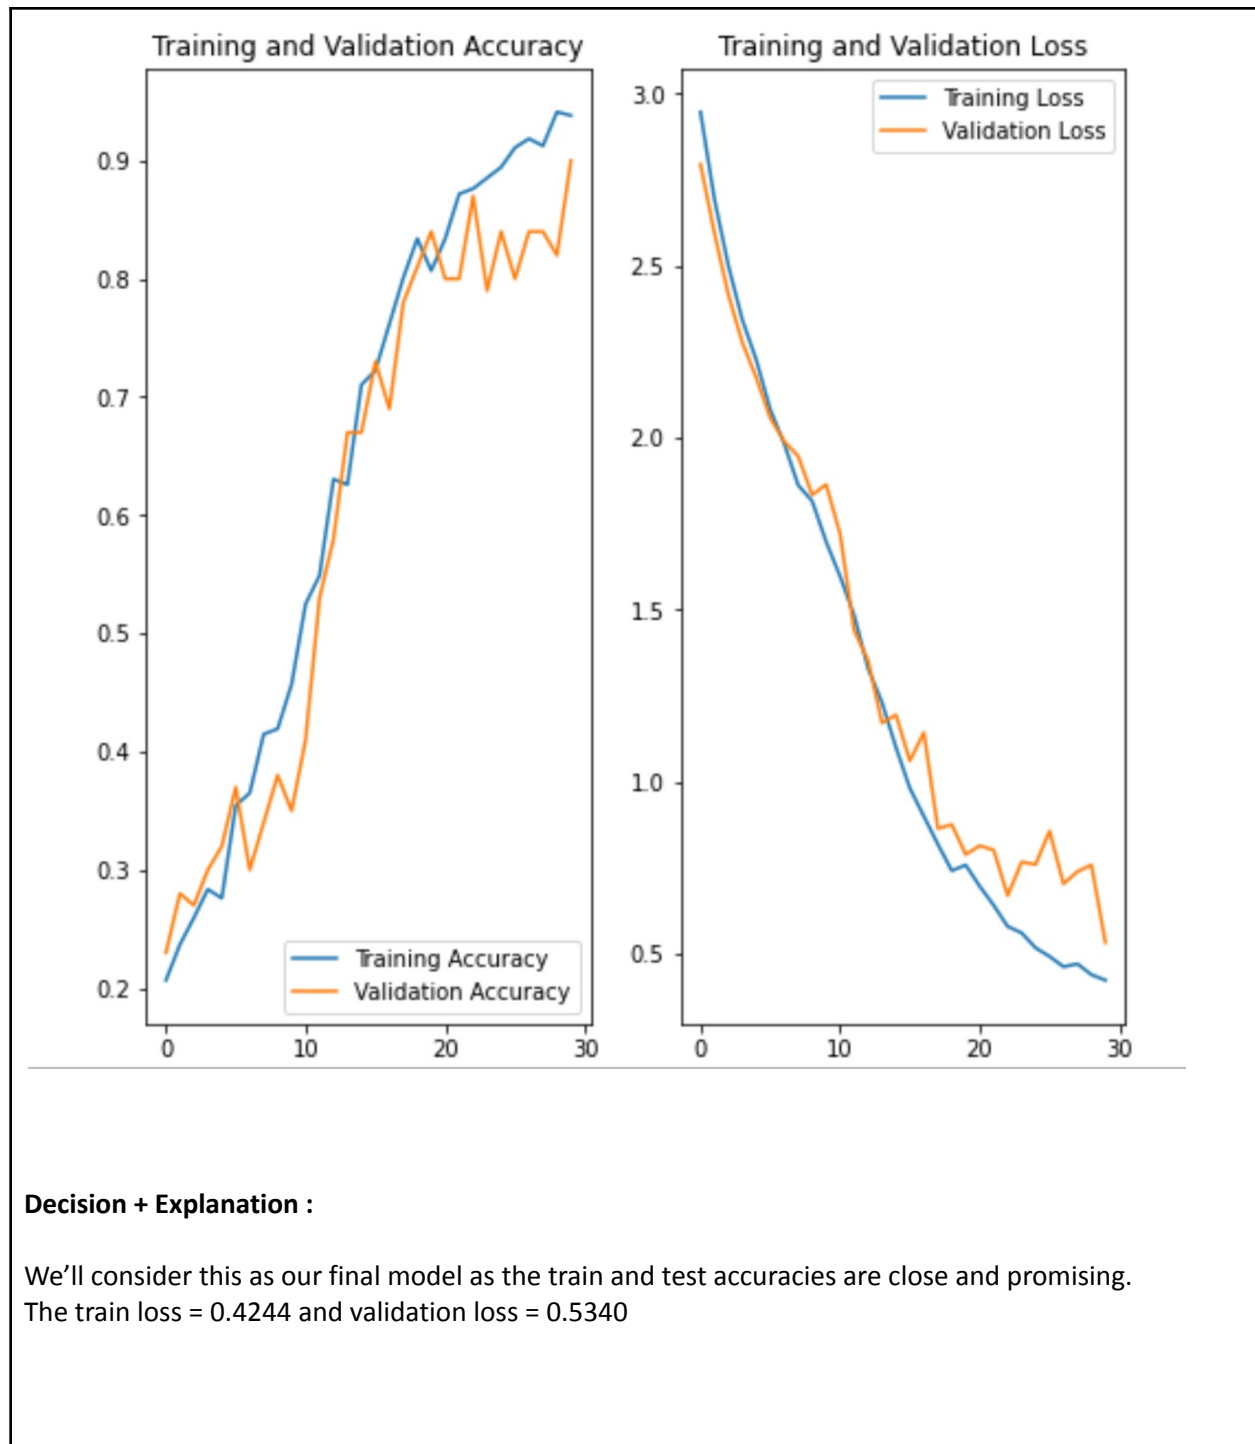 Training and Validation Accuracy
0.9
0.8
0.7
0.6
0.5
0.4
0.3
0.2
Training Accuracy
Validation Accuracy
0 10 20 30
Training and Validation Loss
Training Loss
Validation Loss
3.0
2.5
2.0
1.5
1.0
0.5
0 10 20 30
Decision + Explanation :
We’ll consider this as our final model as the train and test accuracies are close and promising.
The train loss = 0.4244 and validation loss = 0.5340